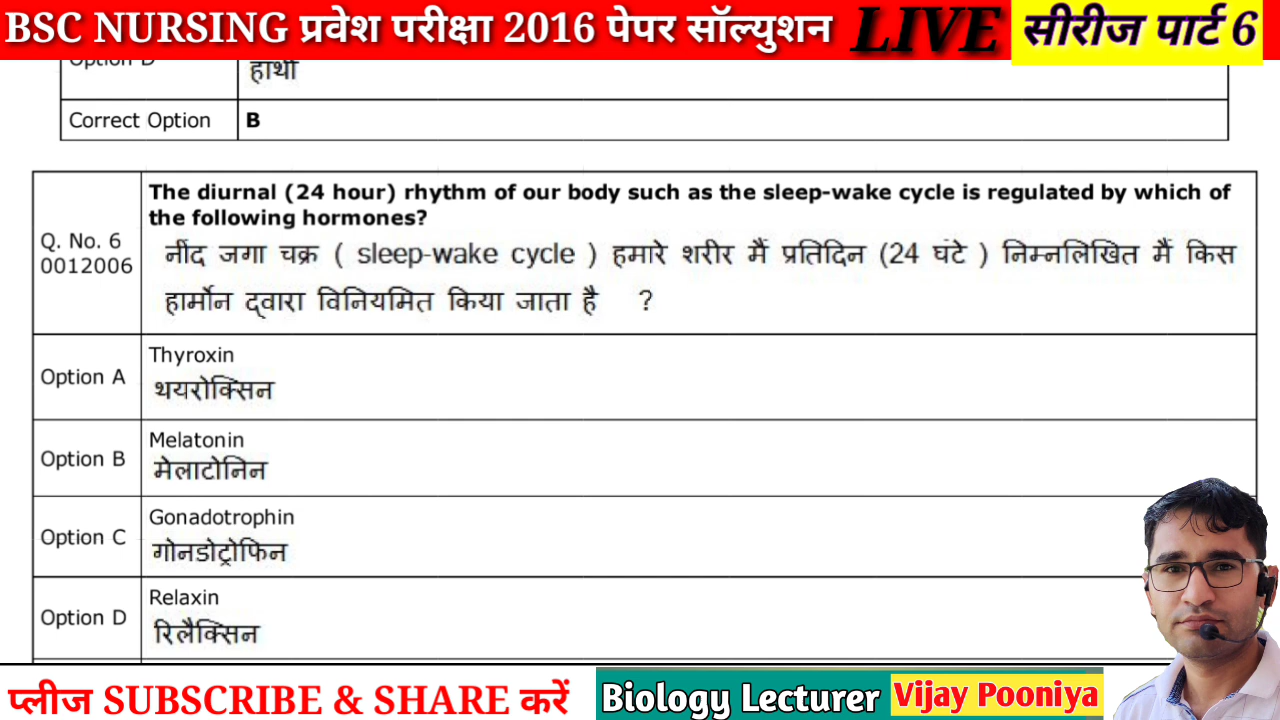 BSC NURSING प्रवेश परीक्षा 2016 पेपर सॉल्युशन LIVE सीरीज पार्ट 6
Option D हाथी
Correct Option B
The diurnal (24 hour) rhythm of our body such as the sleep-wake cycle is regulated by which of
the following hormones?
Q. No. 6
0012006
नींद जगा चक्र ( sleep-wake cycle ) हमारे शरीर मैं प्रतिदिन (24 घंटे ) निम्नलिखित मैं किस
हार्मोन द्वारा विनियमित किया जाता है ?
Option A
Thyroxin
थयरोक्सिन
Option B
Melatonin
मेलाटोनिन
Option C
Gonadotrophin
गोनडोट्रोफिन
Option D
Relaxin
रिलैक्सिन
प्लीज SUBSCRIBE & SHARE करें Biology Lecturer Vijay Pooniya